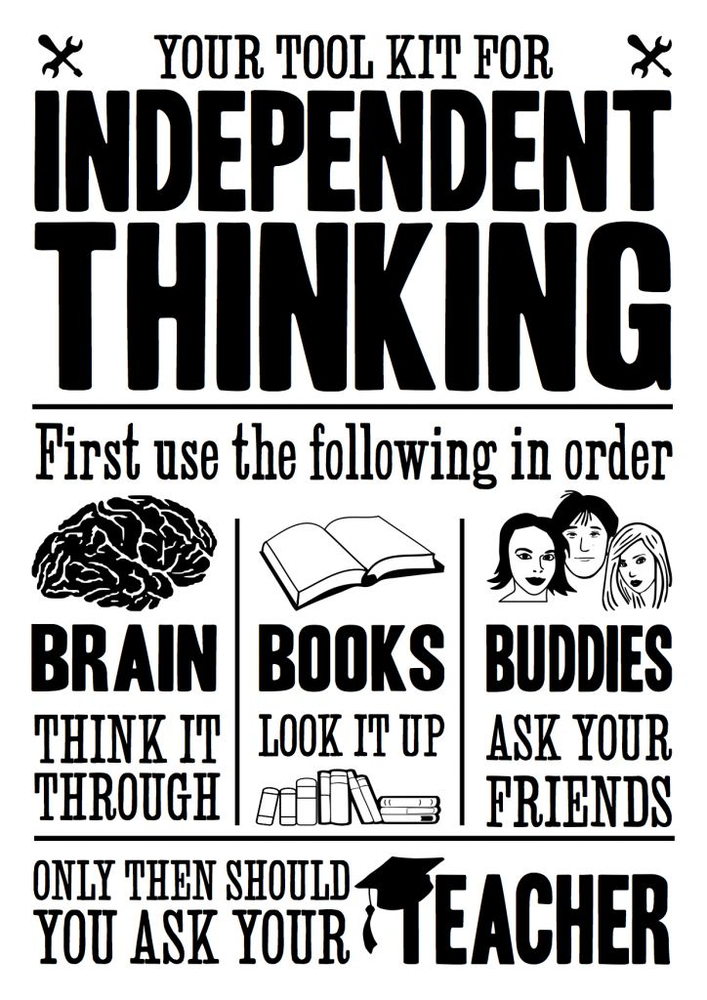 YOUR TOOL KIT FOR
INDEPENDENT
THINKING
First use the following in order
BRAIN
THINK IT
THROUGH
BOOKS
LOOK IT UP
BUDDIES
ASK YOUR
FRIENDS
ONLY THEN SHOULD
YOU ASK YOUR
TEACHER